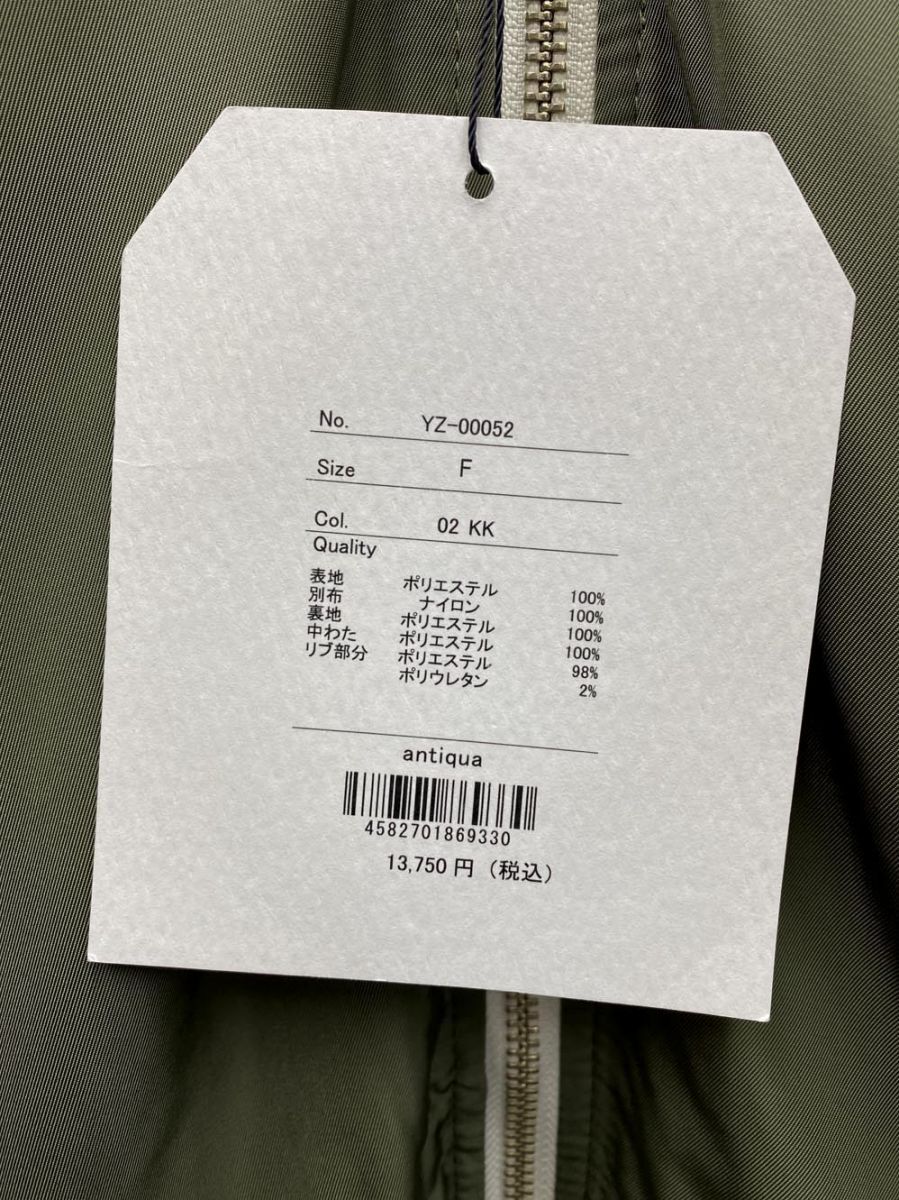 No. YZ-00052
Size F
Col. 02 KK
Quality
表地 ポリエステル 100%
別布 ナイロン 100%
裏地 ポリエステル 100%
中わた ポリエステル 100%
リブ部分 ポリエステル 98%
ポリウレタン 2%
antiqua
4582701869330
13,750 円 （税込）